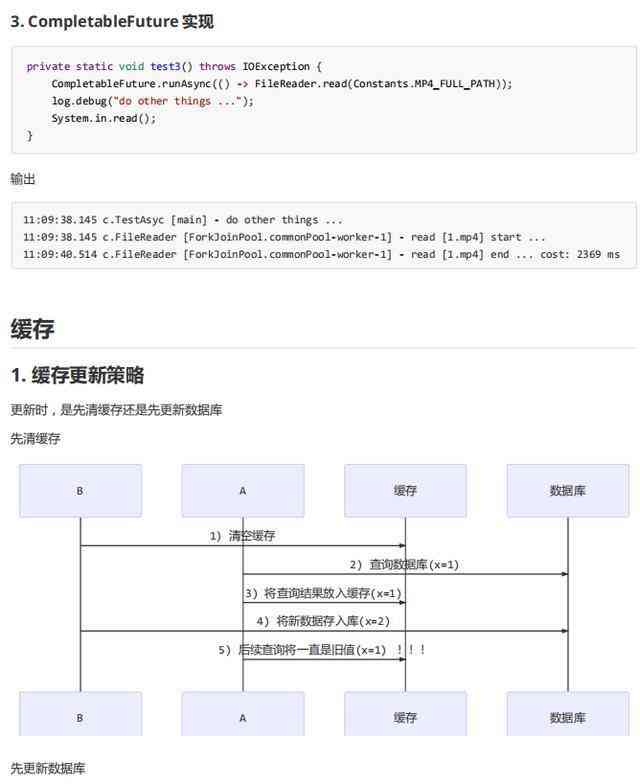 3. CompletableFuture 实现
private static void test3() throws IOException {
    CompletableFuture.runAsync(() -> FileReader.read(Constants.MP4_FULL_PATH));
    log.debug("do other things ...");
    System.in.read();
}
输出
11:09:38.145 c.TestAsyc [main] - do other things ...
11:09:38.145 c.FileReader [ForkJoinPool.commonPool-worker-1] - read [1.mp4] start ...
11:09:40.514 c.FileReader [ForkJoinPool.commonPool-worker-1] - read [1.mp4] end ... cost: 2369 ms
缓存
1. 缓存更新策略
更新时，是先清缓存还是先更新数据库
先清缓存
B A 缓存 数据库
1) 清空缓存
2) 查询数据库(x=1)
3) 将查询结果放入缓存(x=1)
4) 将新数据存入库(x=2)
5) 后续查询将一直是旧值(x=1) ！！！
B A 缓存 数据库
先更新数据库